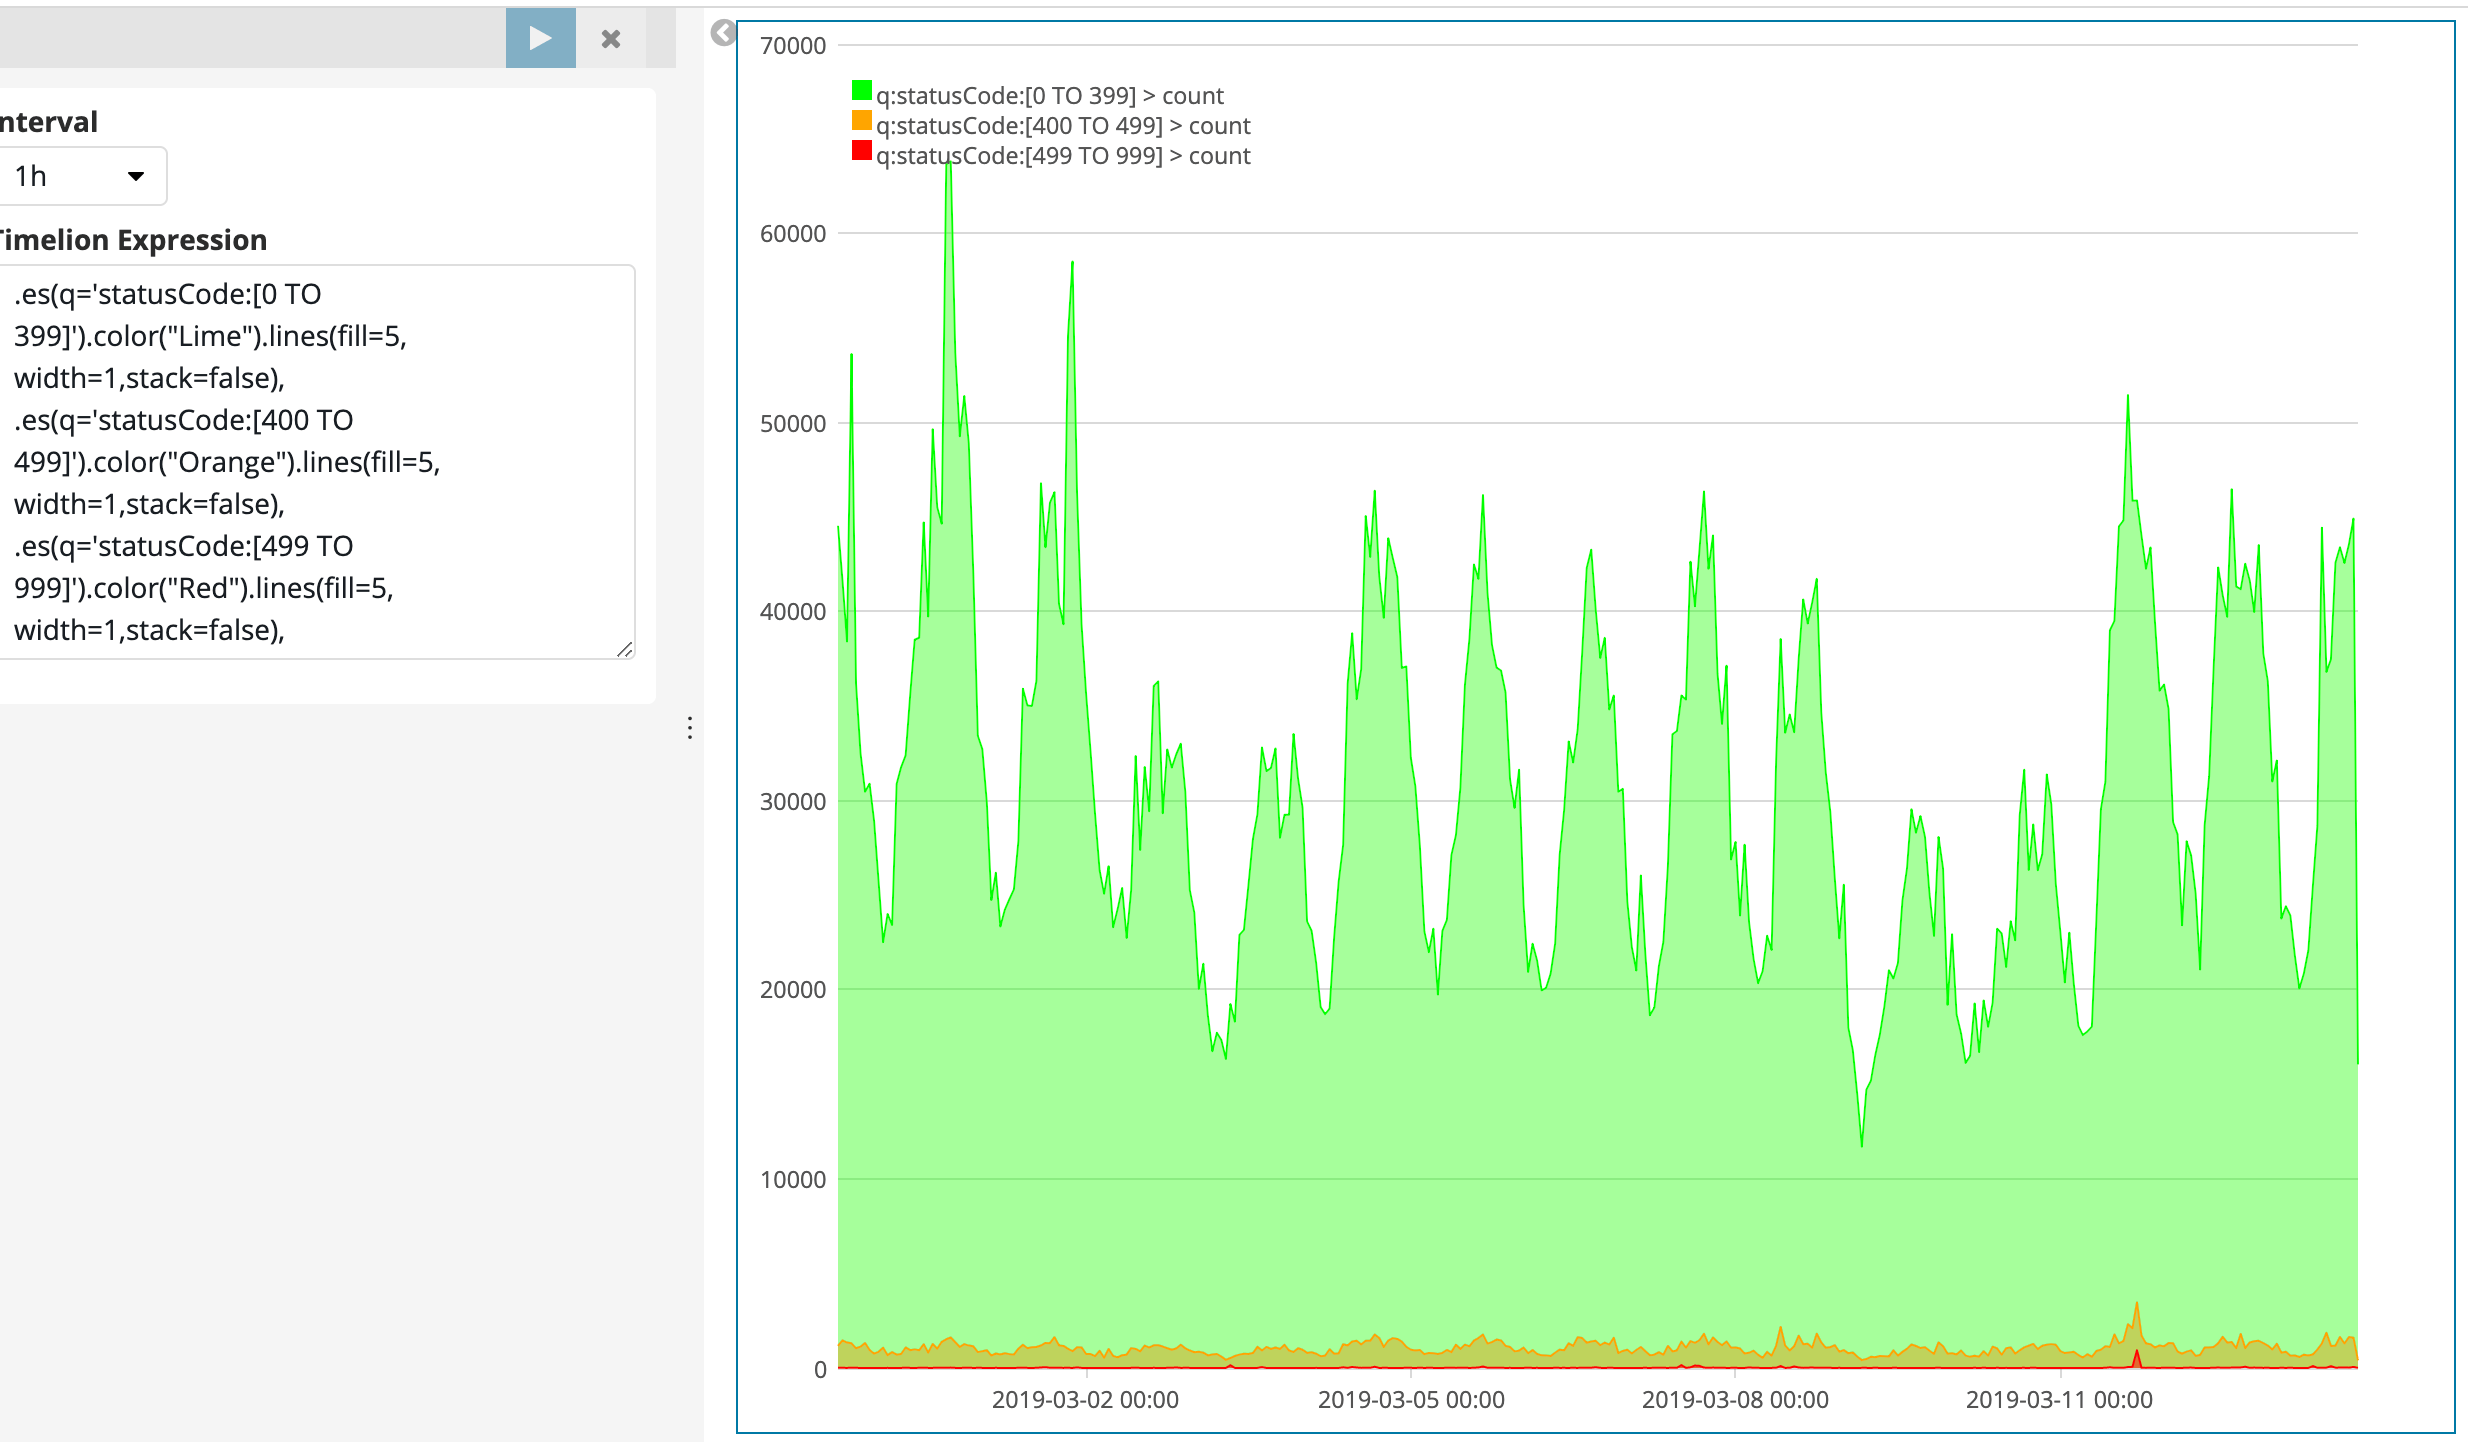 nterval
1h
Timelion Expression
.es(q='statusCode:[0 TO
399]').color("Lime").lines(fill=5,
width=1,stack=false),
.es(q='statusCode:[400 TO
499]').color("Orange").lines(fill=5,
width=1,stack=false),
.es(q='statusCode:[499 TO
999]').color("Red").lines(fill=5,
width=1,stack=false),
70000
q:statusCode:[0 TO 399] > count
q:statusCode:[400 TO 499] > count
q:statusCode:[499 TO 999] > count
60000
50000
40000
30000
20000
10000
0
2019-03-02 00:00
2019-03-05 00:00
2019-03-08 00:00
2019-03-11 00:00